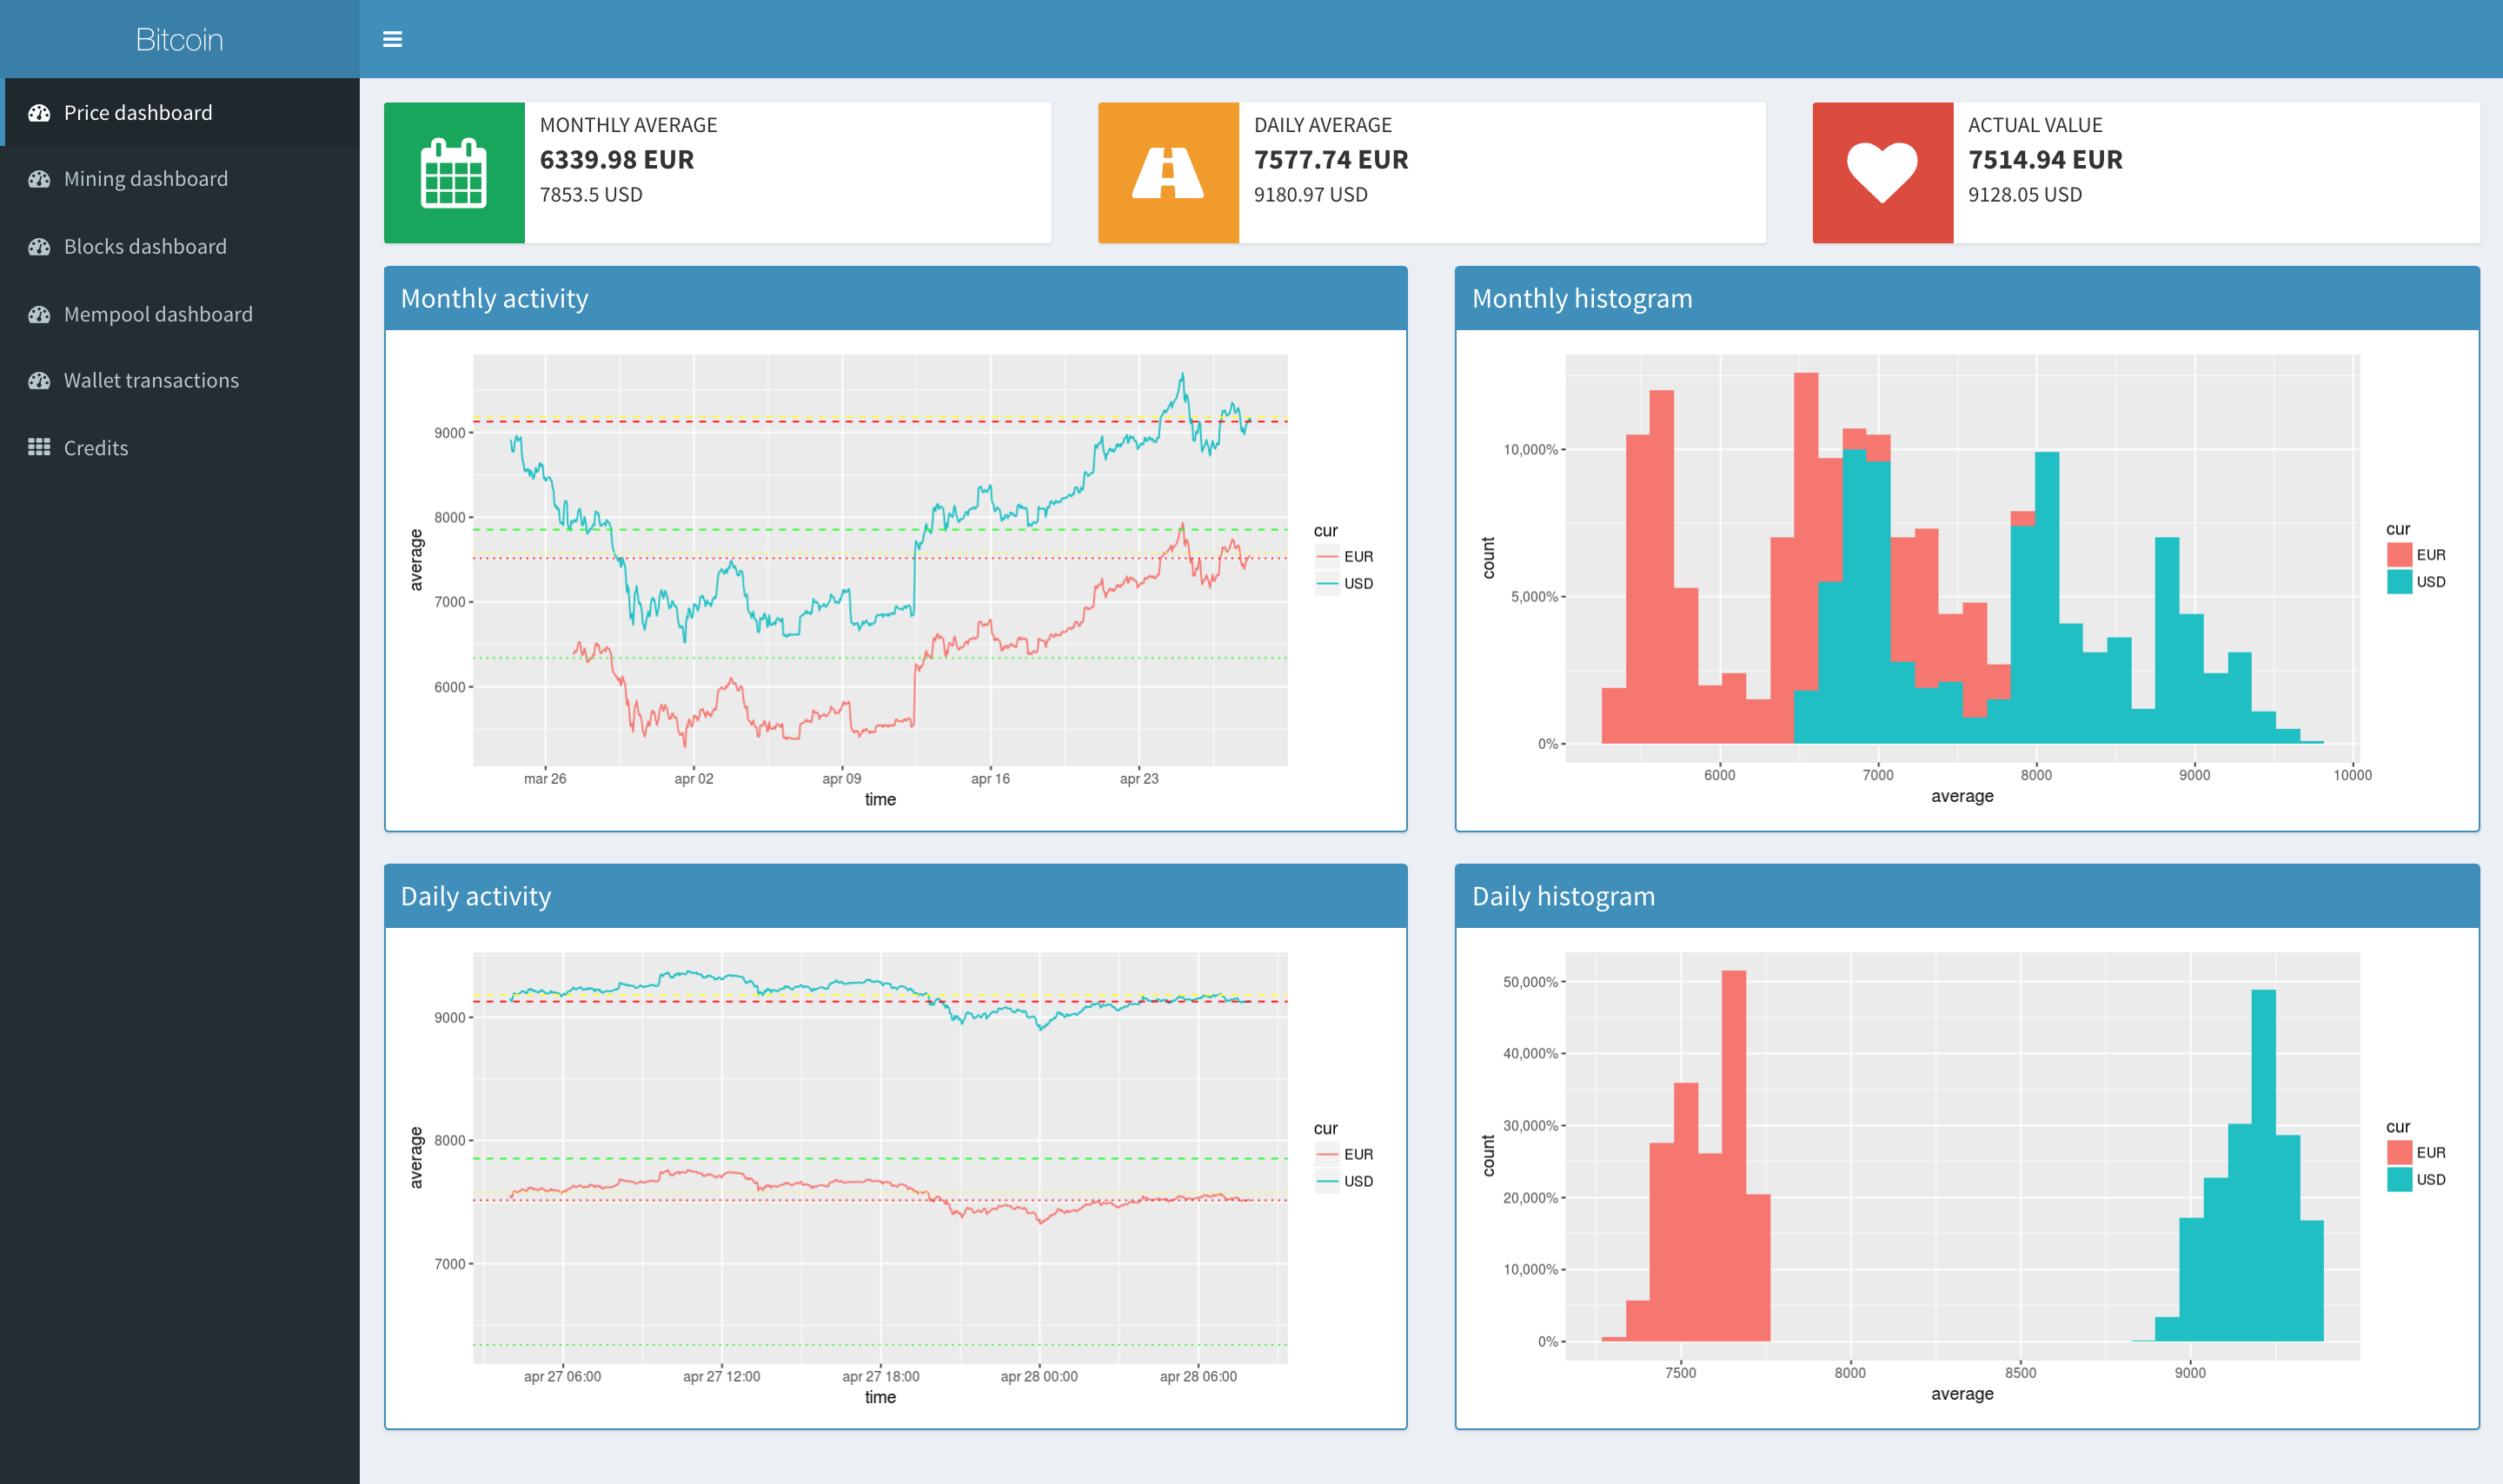 Bitcoin
Price dashboard
Mining dashboard
Blocks dashboard
Mempool dashboard
Wallet transactions
Credits
MONTHLY AVERAGE
6339.98 EUR
7853.5 USD
DAILY AVERAGE
7577.74 EUR
9180.97 USD
ACTUAL VALUE
7514.94 EUR
9128.05 USD
Monthly activity
average
9000
8000
7000
6000
mar 26
apr 02
apr 09
apr 16
apr 23
time
cur
EUR
USD
Monthly histogram
count
10,000%
5,000%
0%
6000
7000
8000
9000
10000
average
cur
EUR
USD
Daily activity
average
9000
8000
7000
apr 27 06:00
apr 27 12:00
apr 27 18:00
apr 28 00:00
apr 28 06:00
time
cur
EUR
USD
Daily histogram
count
50,000%
40,000%
30,000%
20,000%
10,000%
0%
7500
8000
8500
9000
average
cur
EUR
USD